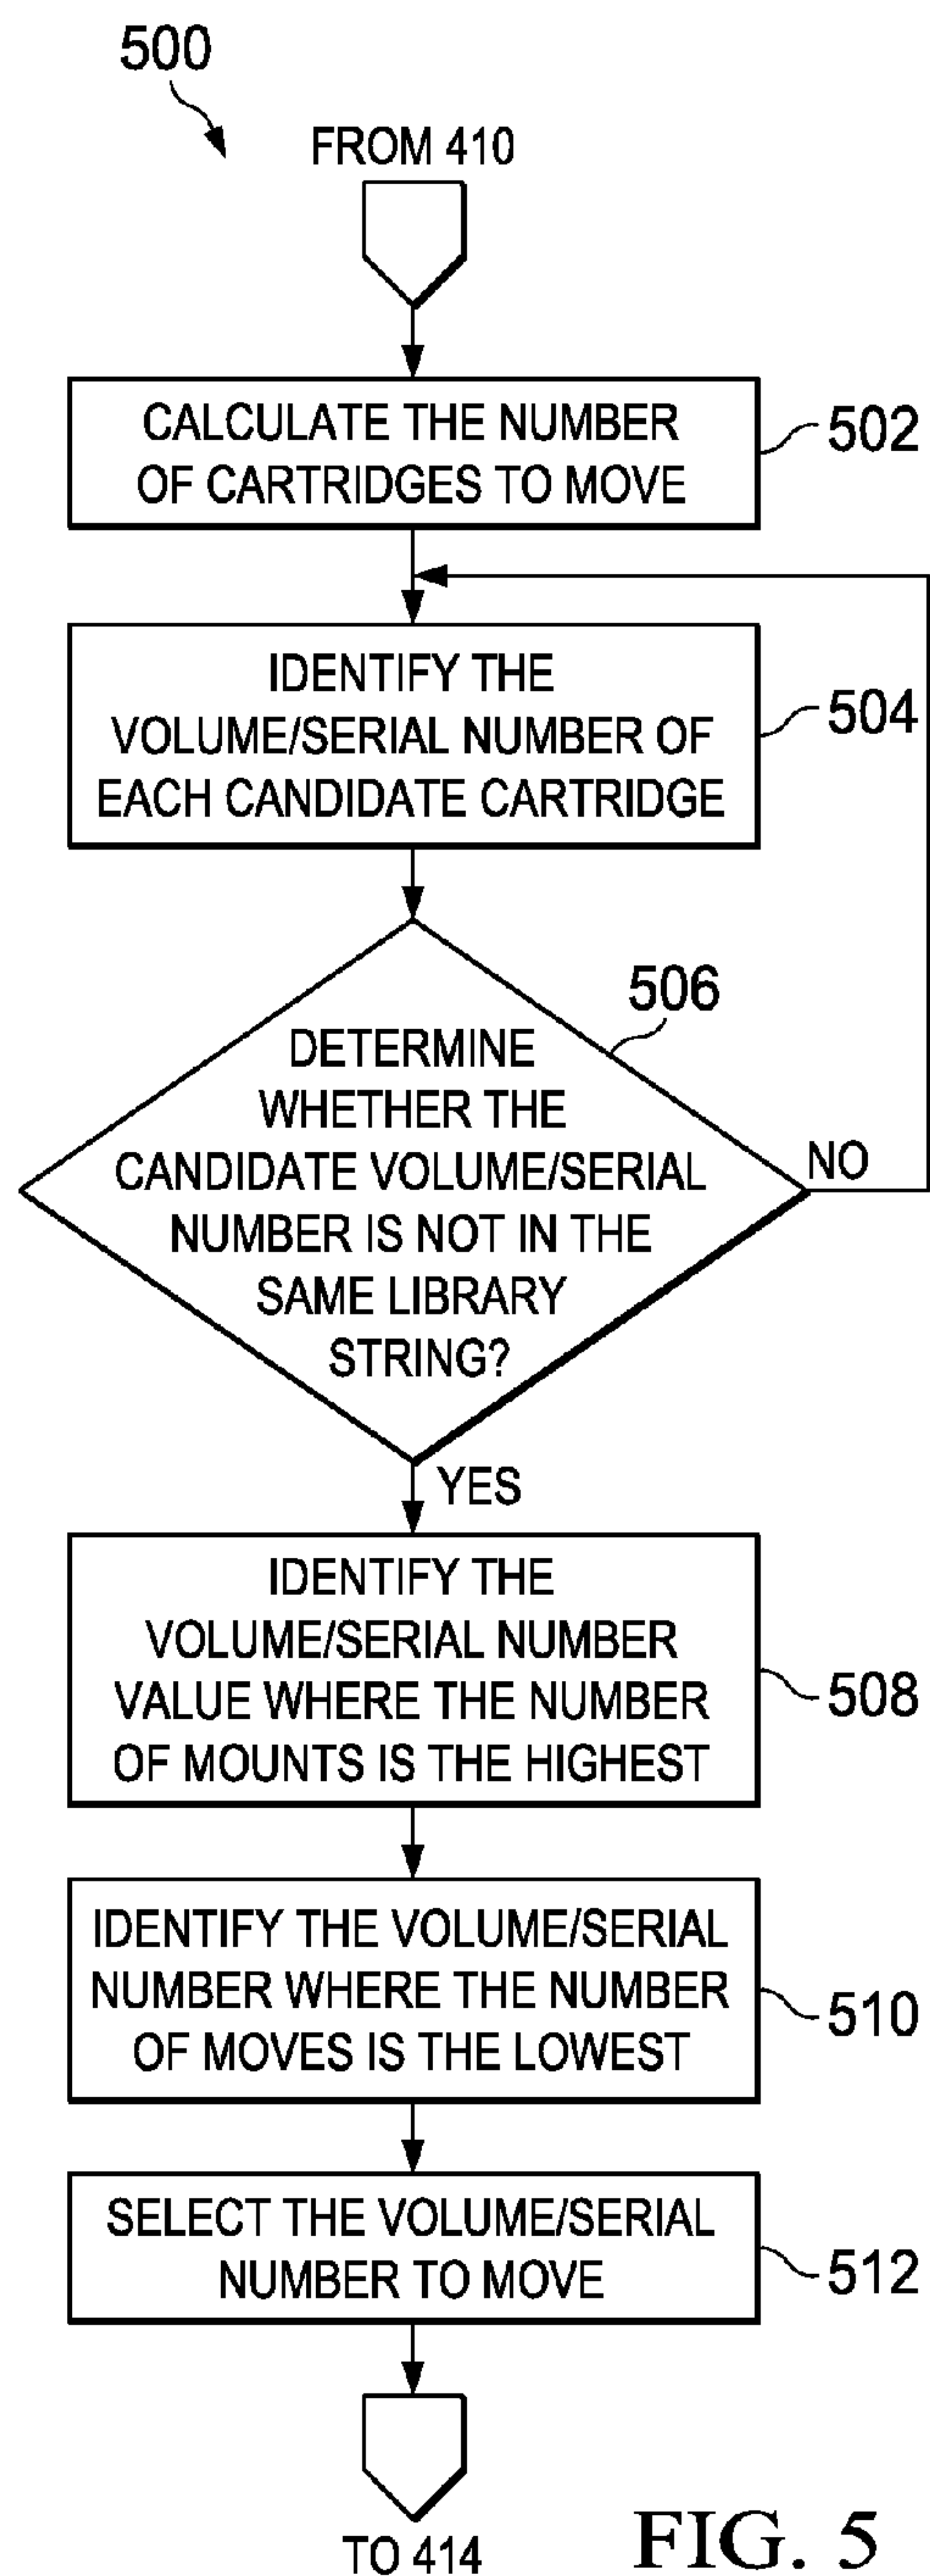 500
FROM 410
CALCULATE THE NUMBER
OF CARTRIDGES TO MOVE
502
IDENTIFY THE
VOLUME/SERIAL NUMBER OF
EACH CANDIDATE CARTRIDGE
504
506
DETERMINE
WHETHER THE
CANDIDATE VOLUME/SERIAL
NUMBER IS NOT IN THE
SAME LIBRARY
STRING?
NO
YES
IDENTIFY THE
VOLUME/SERIAL NUMBER
VALUE WHERE THE NUMBER
OF MOUNTS IS THE HIGHEST
508
IDENTIFY THE VOLUME/SERIAL
NUMBER WHERE THE NUMBER
OF MOVES IS THE LOWEST
510
SELECT THE VOLUME/SERIAL
NUMBER TO MOVE
512
TO 414
FIG. 5